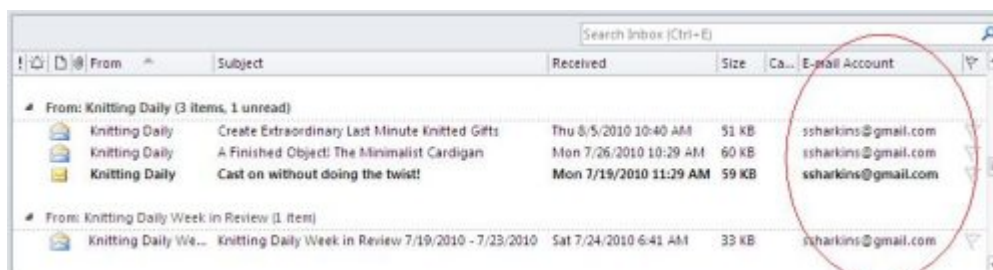 Search Inbox (Ctrl+E)
! From Subject Received Size Ca... E-mail Account
From: Knitting Daily (3 items, 1 unread)
Knitting Daily Create Extraordinary Last Minute Knitted Gifts Thu 8/5/2010 10:40 AM 51 KB ssharkins@gmail.com
Knitting Daily A Finished Object! The Minimalist Cardigan Mon 7/26/2010 10:29 AM 60 KB ssharkins@gmail.com
Knitting Daily Cast on without doing the twist! Mon 7/19/2010 11:29 AM 59 KB ssharkins@gmail.com
From: Knitting Daily Week in Review (1 item)
Knitting Daily We... Knitting Daily Week in Review 7/19/2010 - 7/23/2010 Sat 7/24/2010 6:41 AM 33 KB ssharkins@gmail.com